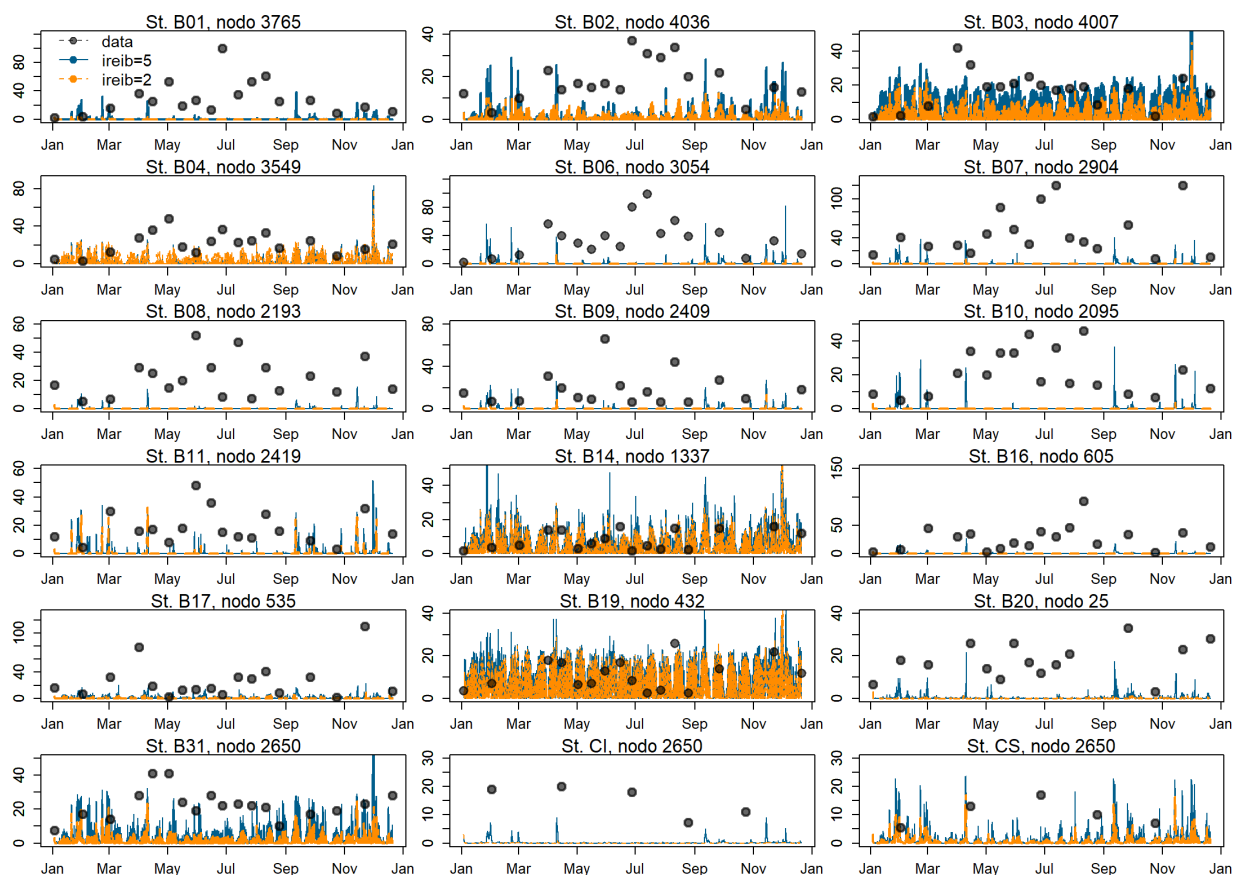 St. B01, nodo 3765
data
ireib=5
ireib=2
0 40 80
Jan Mar May Jul Sep Nov Jan
St. B02, nodo 4036
0 20 40
Jan Mar May Jul Sep Nov Jan
St. B03, nodo 4007
0 20 40
Jan Mar May Jul Sep Nov Jan
St. B04, nodo 3549
0 40 80
Jan Mar May Jul Sep Nov Jan
St. B06, nodo 3054
0 40 80
Jan Mar May Jul Sep Nov Jan
St. B07, nodo 2904
0 40 100
Jan Mar May Jul Sep Nov Jan
St. B08, nodo 2193
0 20 40 60
Jan Mar May Jul Sep Nov Jan
St. B09, nodo 2409
0 40 80
Jan Mar May Jul Sep Nov Jan
St. B10, nodo 2095
0 20 40
Jan Mar May Jul Sep Nov Jan
St. B11, nodo 2419
0 20 40 60
Jan Mar May Jul Sep Nov Jan
St. B14, nodo 1337
0 20 40
Jan Mar May Jul Sep Nov Jan
St. B16, nodo 605
0 50 150
Jan Mar May Jul Sep Nov Jan
St. B17, nodo 535
0 40 100
Jan Mar May Jul Sep Nov Jan
St. B19, nodo 432
0 20 40
Jan Mar May Jul Sep Nov Jan
St. B20, nodo 25
0 20 40
Jan Mar May Jul Sep Nov Jan
St. B31, nodo 2650
0 20 40
Jan Mar May Jul Sep Nov Jan
St. CI, nodo 2650
0 10 20 30
Jan Mar May Jul Sep Nov Jan
St. CS, nodo 2650
0 10 20 30
Jan Mar May Jul Sep Nov Jan